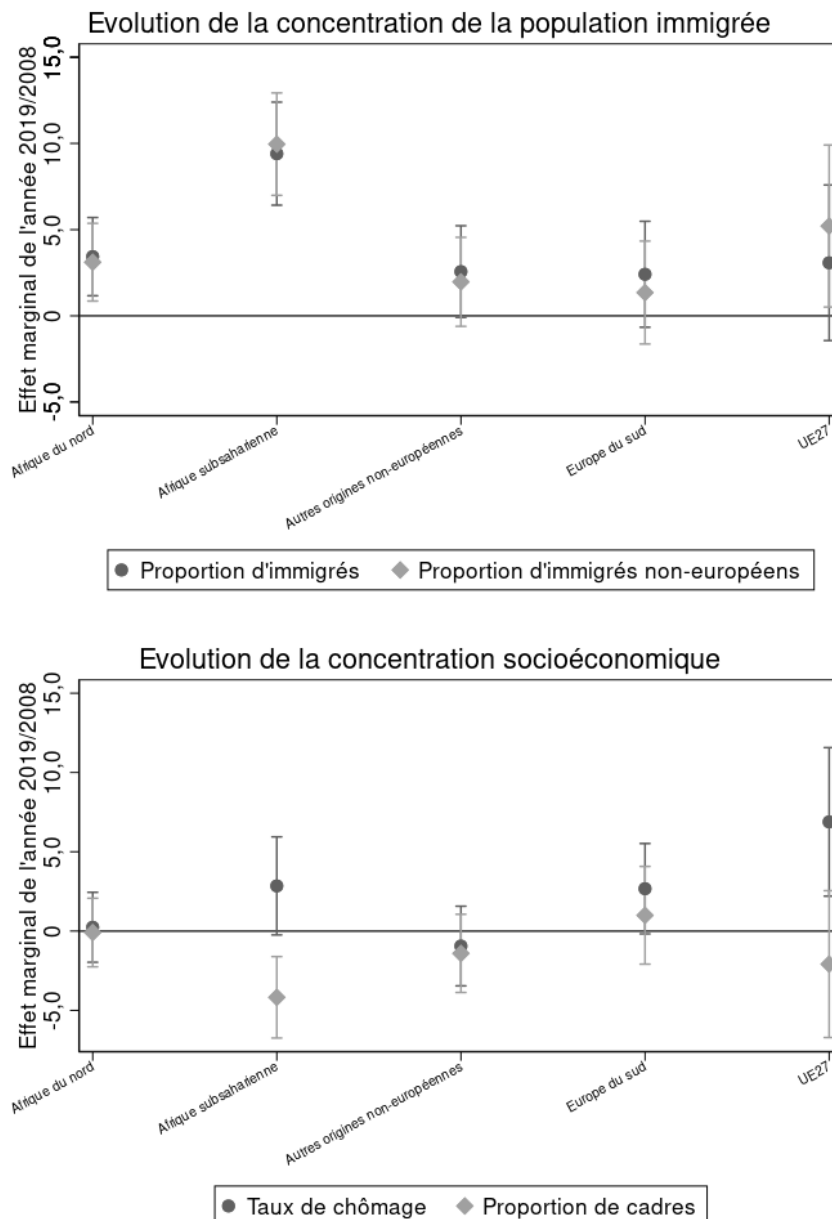 Evolution de la concentration de la population immigrée
Effet marginal de l'année 2019/2008
15,0
10,0
5,0
0
-5,0
Afrique du nord
Afrique subsaharienne
Autres origines non-européennes
Europe du sud
UE27
Proportion d'immigrés Proportion d'immigrés non-européens
Evolution de la concentration socioéconomique
Effet marginal de l'année 2019/2008
15,0
10,0
5,0
0
-5,0
Afrique du nord
Afrique subsaharienne
Autres origines non-européennes
Europe du sud
UE27
Taux de chômage Proportion de cadres